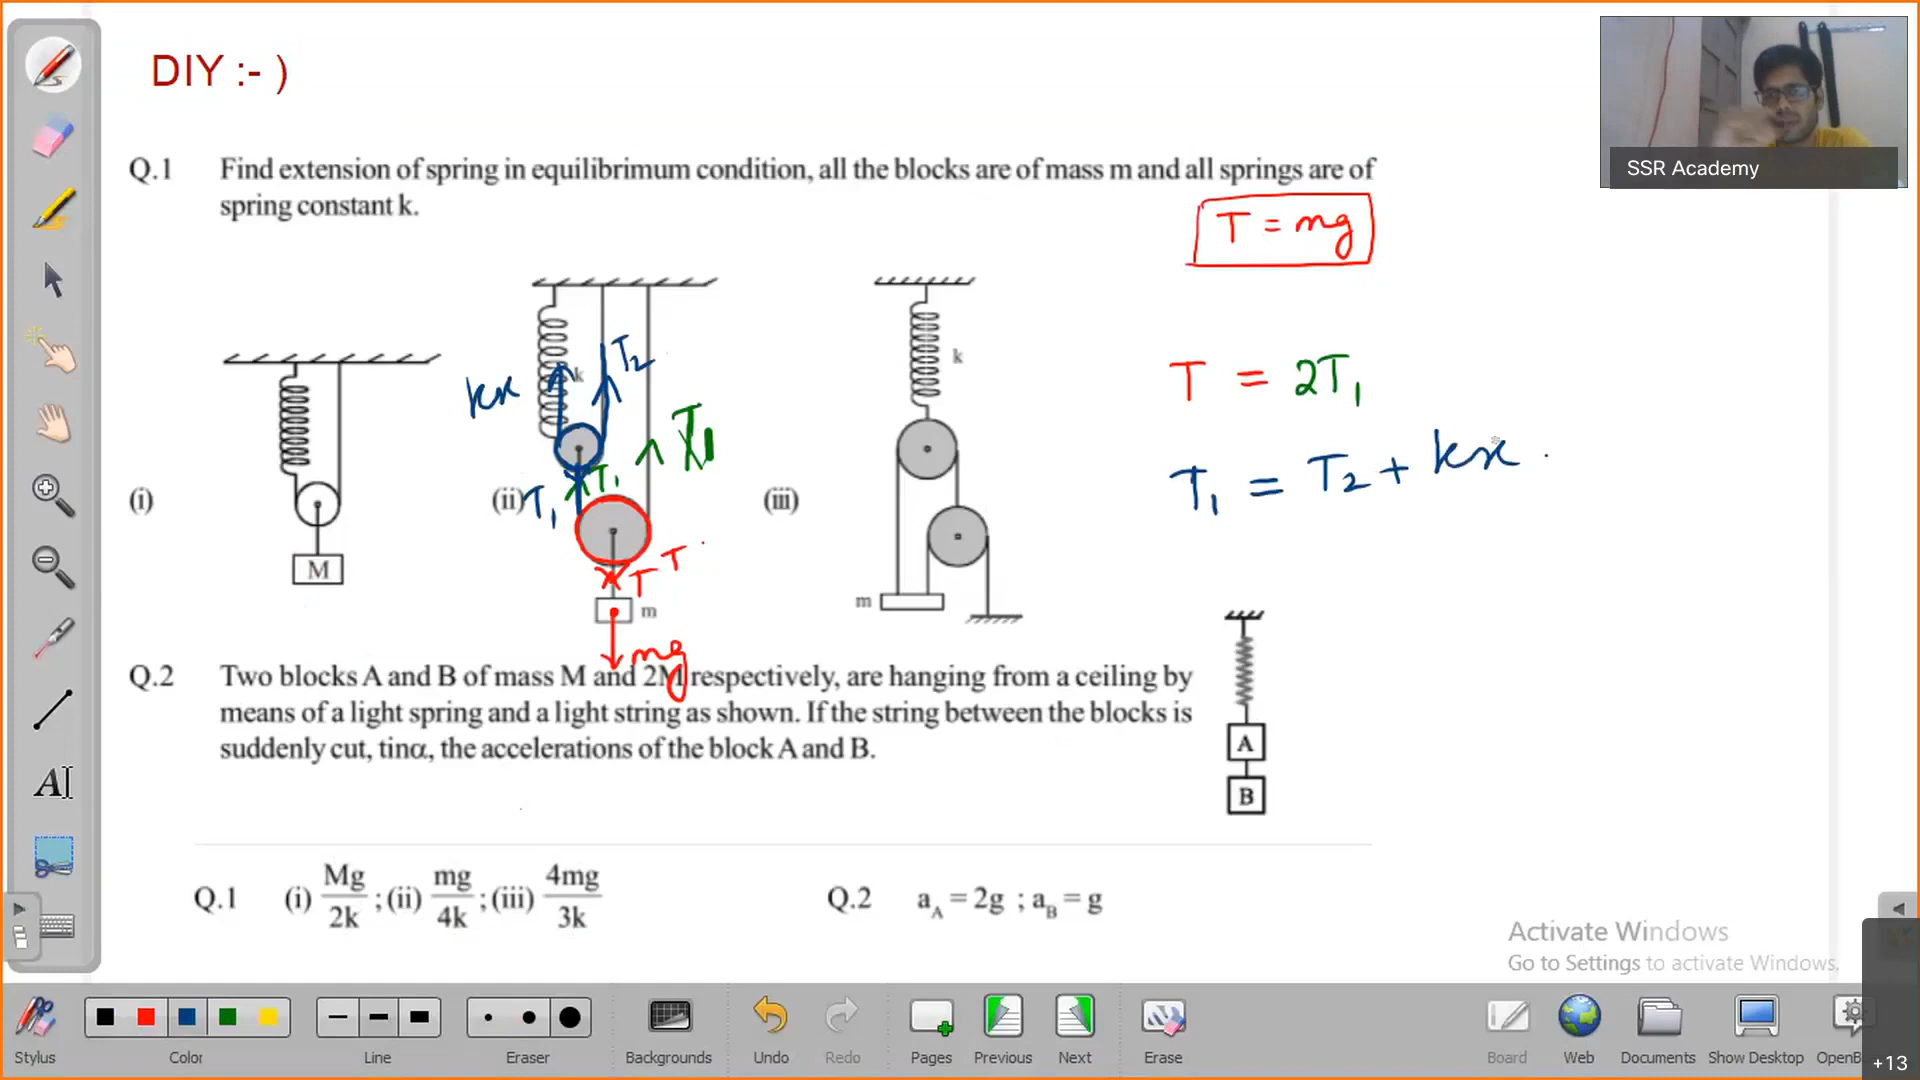 DIY :- )
SSR Academy
Q.1 Find extension of spring in equilibrimum condition, all the blocks are of mass m and all springs are of
spring constant k.
T = mg
(i)
M
(ii)
kx
T2
k
T1
T1
T1
T
T
m
mg
(iii)
k
m
T = 2T1
T1 = T2 + kx
Q.2 Two blocks A and B of mass M and 2M respectively, are hanging from a ceiling by
means of a light spring and a light string as shown. If the string between the blocks is
suddenly cut, tinα, the accelerations of the block A and B.
A
B
Q.1 (i) Mg/2k ; (ii) mg/4k ; (iii) 4mg/3k
Q.2 aA = 2g ; aB = g
Activate Windows
Go to Settings to activate Windows.
Stylus Color Line Eraser Backgrounds Undo Redo Pages Previous Next Erase Board Web Documents Show Desktop OpenB
+13